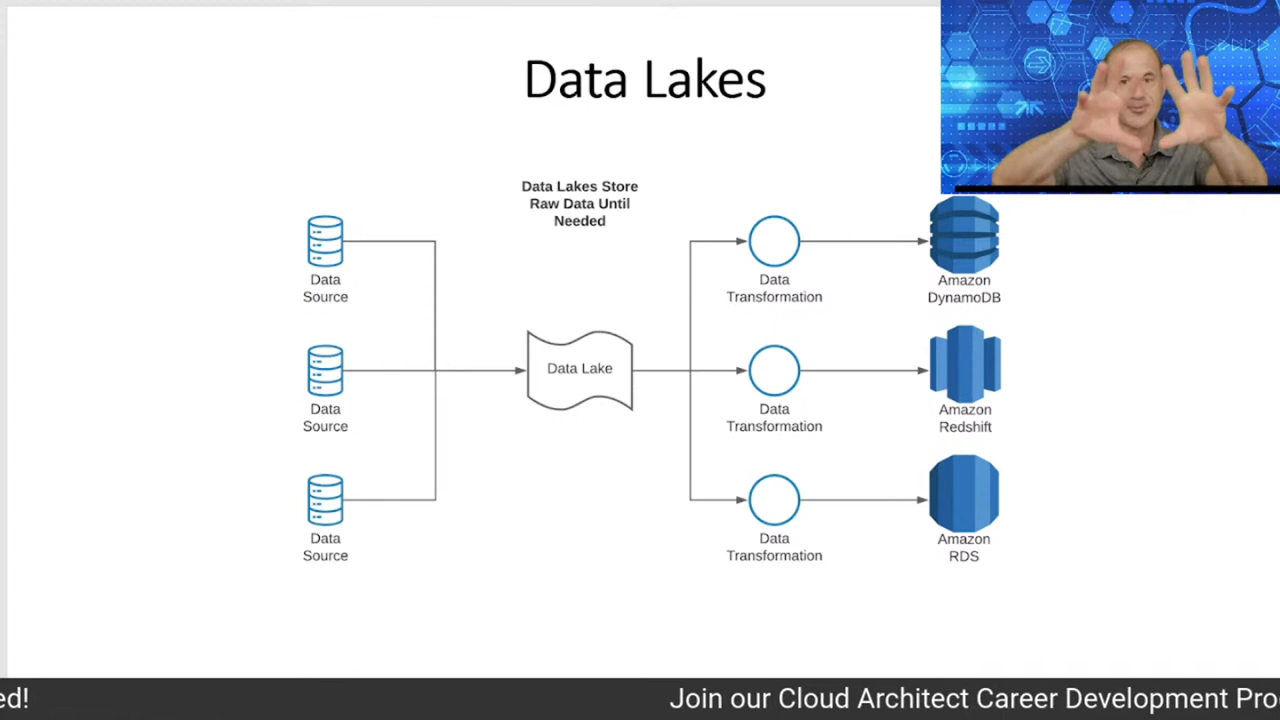 Data Lakes
Data Lakes Store
Raw Data Until
Needed
Data
Source
Data
Source
Data
Source
Data Lake
Data
Transformation
Data
Transformation
Data
Transformation
Amazon
DynamoDB
Amazon
Redshift
Amazon
RDS
ed!
Join our Cloud Architect Career Development Pro